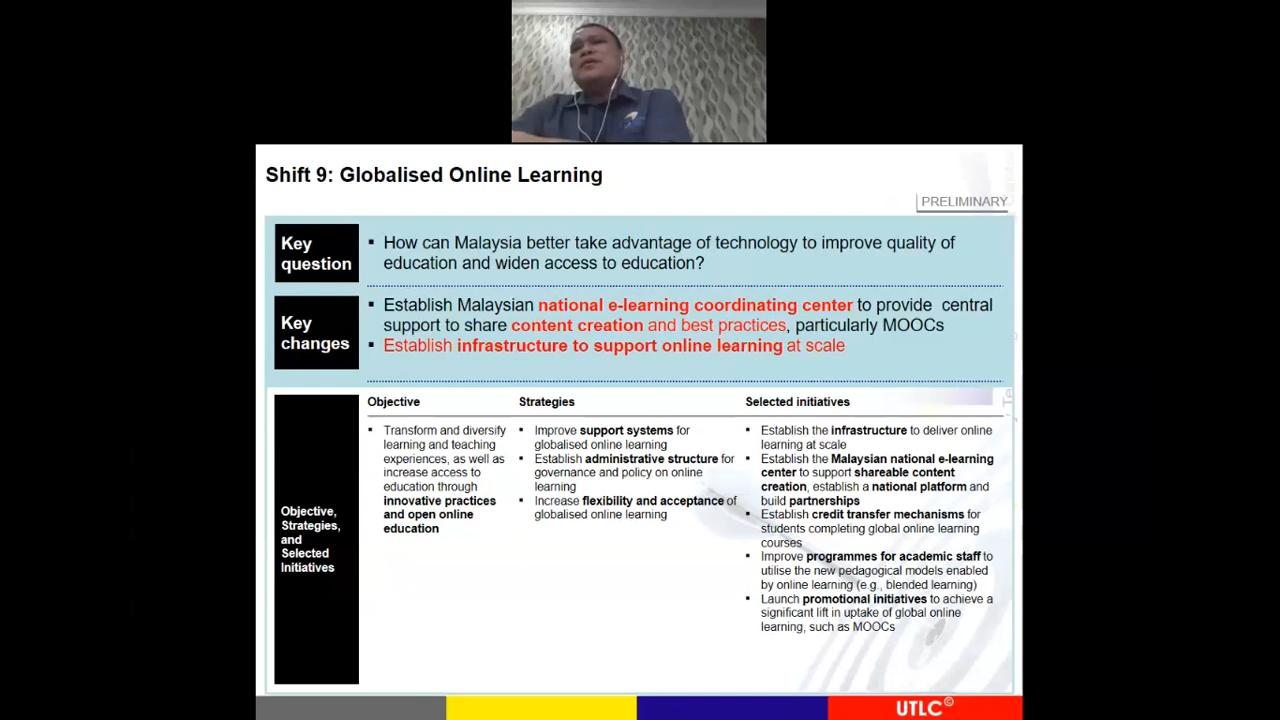 Shift 9: Globalised Online Learning
PRELIMINARY
Key
question
▪ How can Malaysia better take advantage of technology to improve quality of
education and widen access to education?
Key
changes
▪ Establish Malaysian national e-learning coordinating center to provide central
support to share content creation and best practices, particularly MOOCs
▪ Establish infrastructure to support online learning at scale
Objective,
Strategies,
and
Selected
Initiatives
Objective
▪ Transform and diversify
learning and teaching
experiences, as well as
increase access to
education through
innovative practices
and open online
education
Strategies
▪ Improve support systems for
globalised online learning
▪ Establish administrative structure for
governance and policy on online
learning
▪ Increase flexibility and acceptance of
globalised online learning
Selected initiatives
▪ Establish the infrastructure to deliver online
learning at scale
▪ Establish the Malaysian national e-learning
center to support shareable content
creation, establish a national platform and
build partnerships
▪ Establish credit transfer mechanisms for
students completing global online learning
courses
▪ Improve programmes for academic staff to
utilise the new pedagogical models enabled
by online learning (e.g., blended learning)
▪ Launch promotional initiatives to achieve a
significant lift in uptake of global online
learning, such as MOOCs
UTLC©